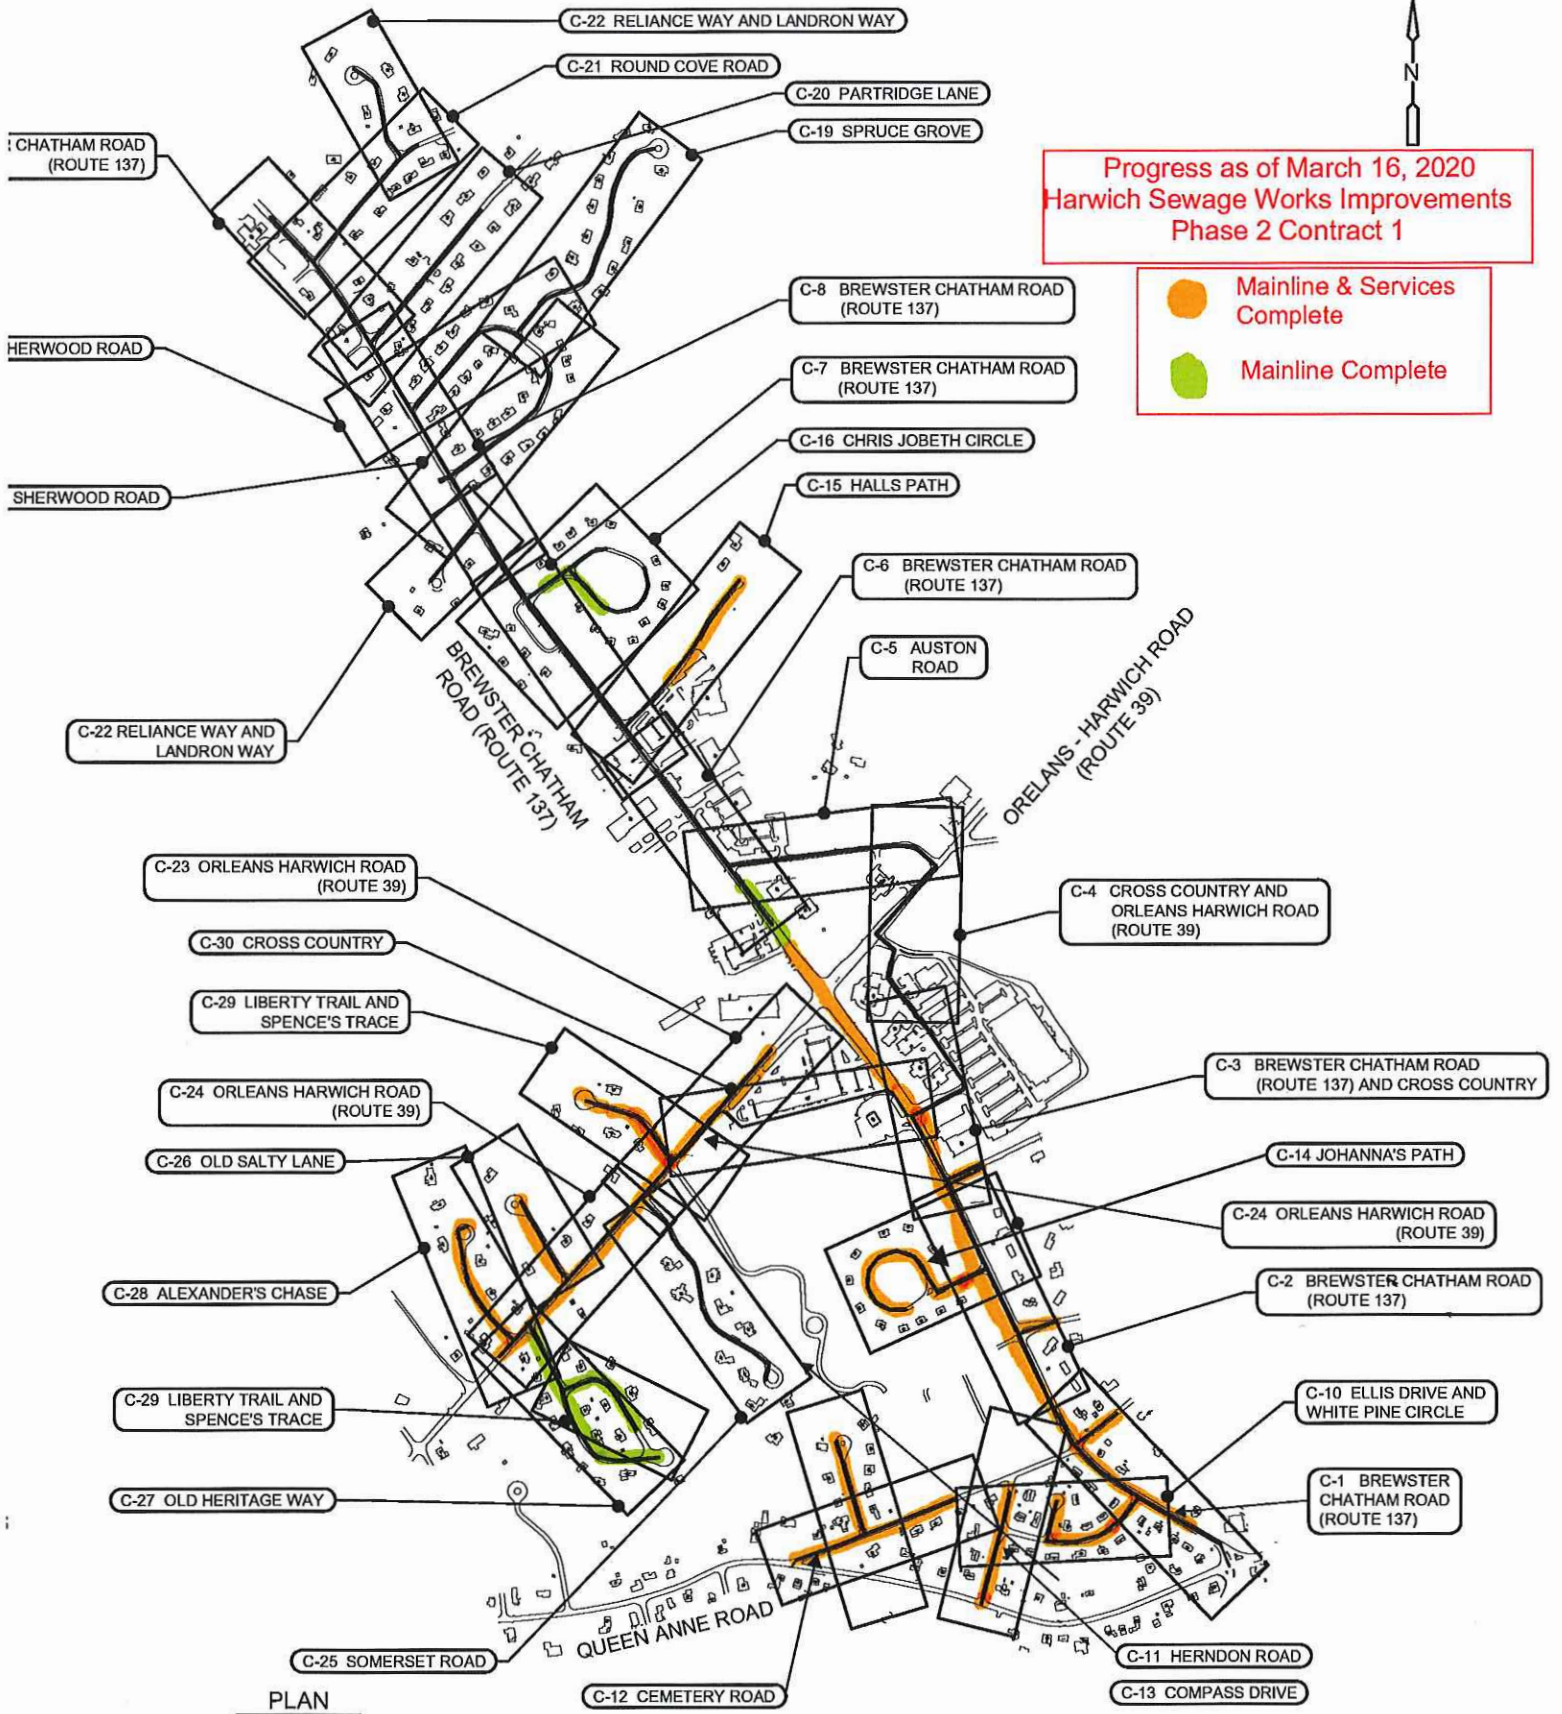 C-22 RELIANCE WAY AND LANDRON WAY
C-21 ROUND COVE ROAD
C-20 PARTRIDGE LANE
C-19 SPRUCE GROVE
N
CHATHAM ROAD
(ROUTE 137)
Progress as of March 16, 2020
Harwich Sewage Works Improvements
Phase 2 Contract 1
Mainline & Services
Complete
Mainline Complete
C-8 BREWSTER CHATHAM ROAD
(ROUTE 137)
HERWOOD ROAD
C-7 BREWSTER CHATHAM ROAD
(ROUTE 137)
C-16 CHRIS JOBETH CIRCLE
C-15 HALLS PATH
SHERWOOD ROAD
C-6 BREWSTER CHATHAM ROAD
(ROUTE 137)
C-5 AUSTON
ROAD
BREWSTER CHATHAM
ROAD (ROUTE 137)
ORELANS - HARWICH ROAD
(ROUTE 39)
C-22 RELIANCE WAY AND
LANDRON WAY
C-23 ORLEANS HARWICH ROAD
(ROUTE 39)
C-4 CROSS COUNTRY AND
ORLEANS HARWICH ROAD
(ROUTE 39)
C-30 CROSS COUNTRY
C-29 LIBERTY TRAIL AND
SPENCE'S TRACE
C-3 BREWSTER CHATHAM ROAD
(ROUTE 137) AND CROSS COUNTRY
C-24 ORLEANS HARWICH ROAD
(ROUTE 39)
C-26 OLD SALTY LANE
C-14 JOHANNA'S PATH
C-24 ORLEANS HARWICH ROAD
(ROUTE 39)
C-28 ALEXANDER'S CHASE
C-2 BREWSTER CHATHAM ROAD
(ROUTE 137)
C-29 LIBERTY TRAIL AND
SPENCE'S TRACE
C-10 ELLIS DRIVE AND
WHITE PINE CIRCLE
C-27 OLD HERITAGE WAY
C-1 BREWSTER
CHATHAM ROAD
(ROUTE 137)
QUEEN ANNE ROAD
C-25 SOMERSET ROAD
C-11 HERNDON ROAD
C-12 CEMETERY ROAD
C-13 COMPASS DRIVE
PLAN